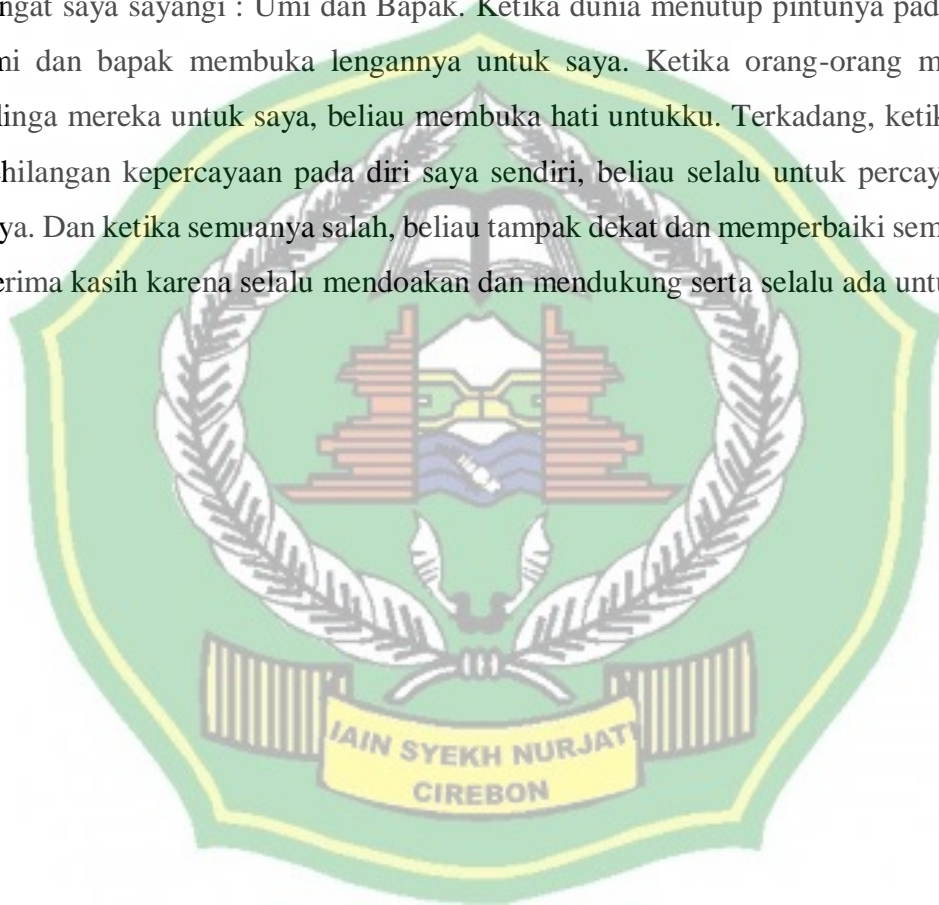 ngat saya sayangi : Umi dan Bapak. Ketika dunia menutup pintunya pad
mi dan bapak membuka lengannya untuk saya. Ketika orang-orang m
linga mereka untuk saya, beliau membuka hati untukku. Terkadang, ketik
hilangan kepercayaan pada diri saya sendiri, beliau selalu untuk percay
ya. Dan ketika semuanya salah, beliau tampak dekat dan memperbaiki sem
erima kasih karena selalu mendoakan dan mendukung serta selalu ada untu
IAIN SYEKH NURJATI
CIREBON